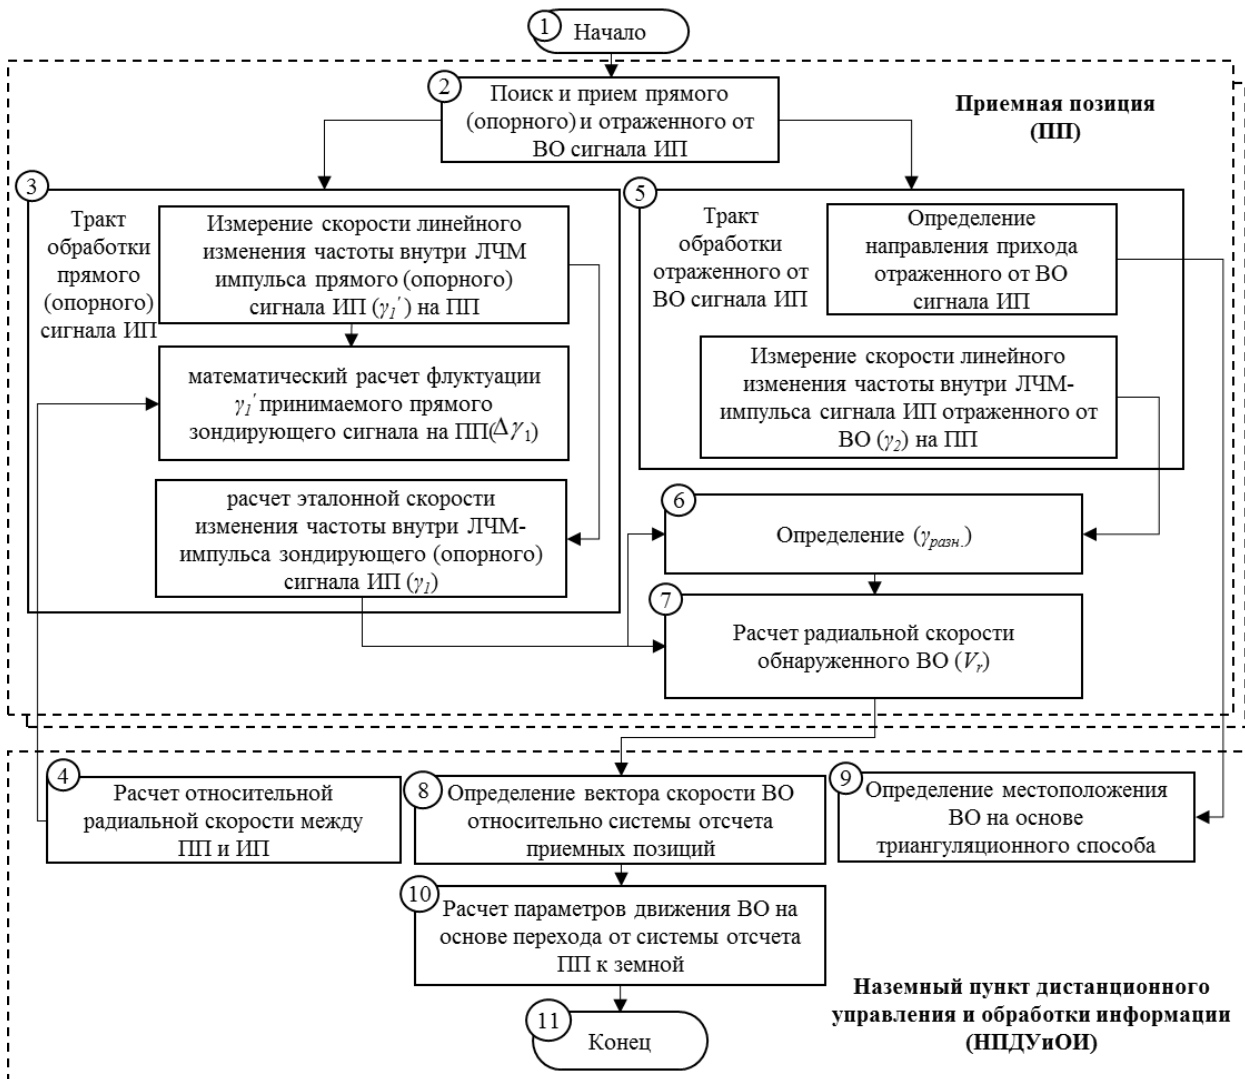 1
Начало
2
Поиск и прием прямого
(опорного) и отраженного от
ВО сигнала ИП
Приемная позиция
(ПП)
3
Тракт
обработки
прямого
(опорного)
сигнала ИП
Измерение скорости линейного
изменения частоты внутри ЛЧМ
импульса прямого (опорного)
сигнала ИП (γ1′) на ПП
математический расчет флуктуации
γ1′ принимаемого прямого
зондирующего сигнала на ПП(Δγ1)
расчет эталонной скорости
изменения частоты внутри ЛЧМ-
импульса зондирующего (опорного)
сигнала ИП (γ1)
5
Тракт
обработки
отраженного от
ВО сигнала ИП
Определение
направления прихода
отраженного от ВО
сигнала ИП
Измерение скорости линейного
изменения частоты внутри ЛЧМ-
импульса сигнала ИП отраженного от
ВО (γ2) на ПП
6
Определение (γразн.)
7
Расчет радиальной скорости
обнаруженного ВО (Vr)
4
Расчет относительной
радиальной скорости между
ПП и ИП
8
Определение вектора скорости ВО
относительно системы отсчета
приемных позиций
9
Определение местоположения
ВО на основе
триангуляционного способа
10
Расчет параметров движения ВО на
основе перехода от системы отсчета
ПП к земной
11
Конец
Наземный пункт дистанционного
управления и обработки информации
(НПДУиОИ)